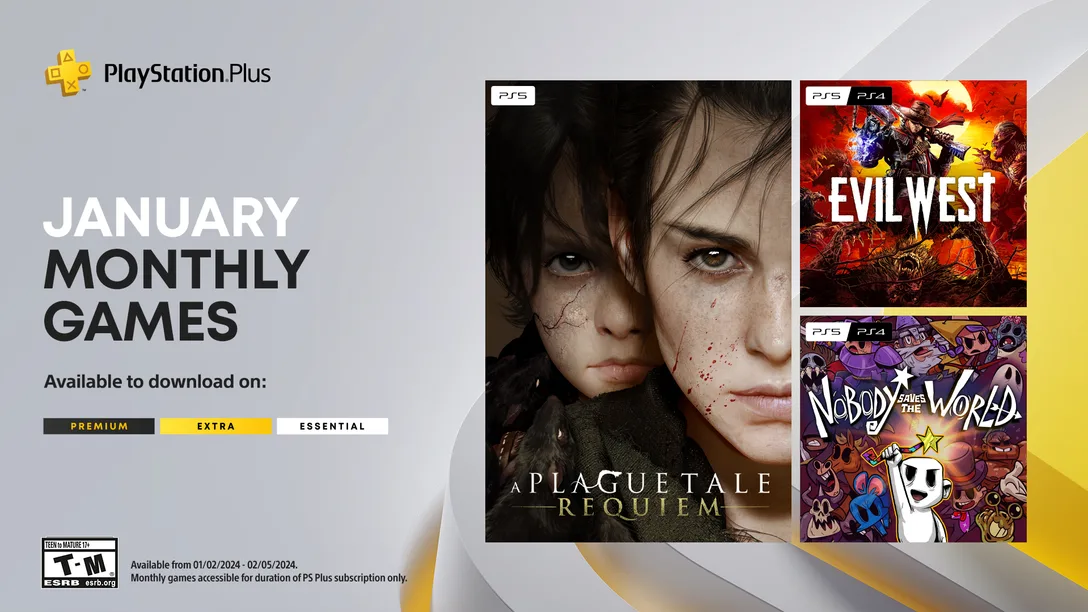 PlayStation.Plus
JANUARY
MONTHLY
GAMES
Available to download on:
PREMIUM
EXTRA
ESSENTIAL
TEEN to MATURE 17+
T-M
ESRB esrb.org
Available from 01/02/2024 - 02/05/2024.
Monthly games accessible for duration of PS Plus subscription only.
PS5
A PLAGUE TALE
REQUIEM
PS5 PS4
EVIL WEST
PS5 PS4
NOBODY SAVES THE WORLD